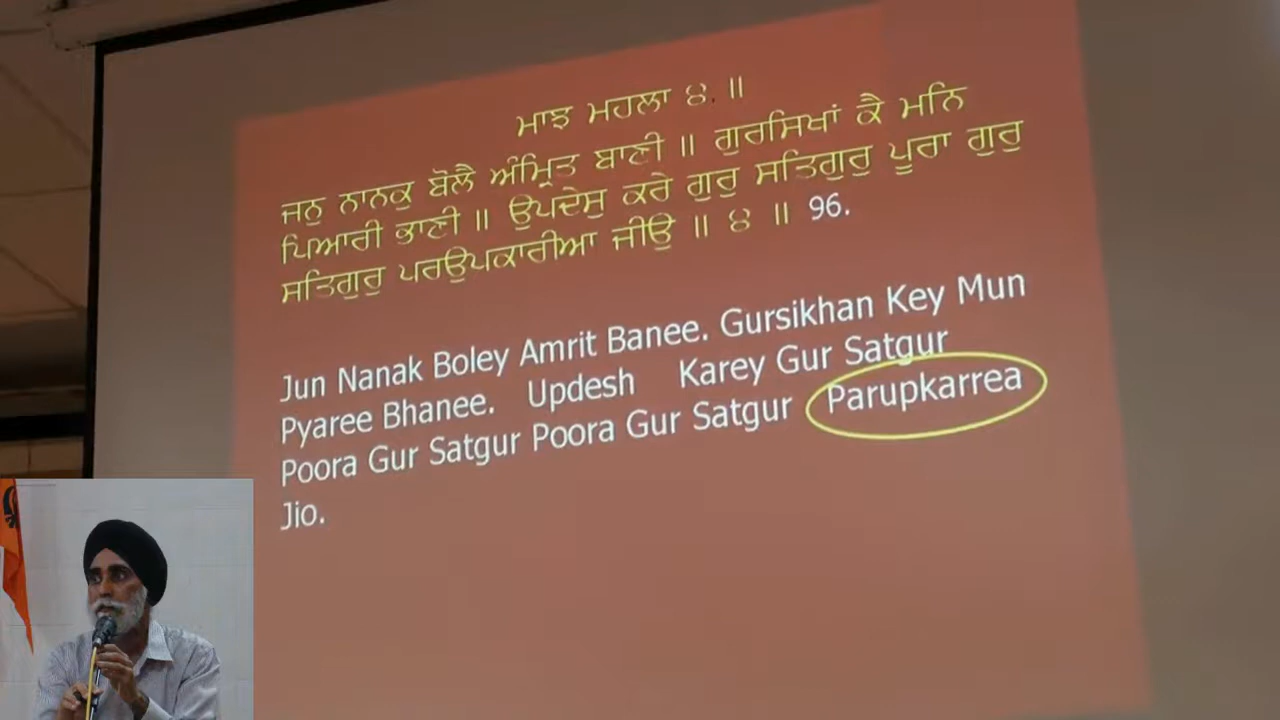 ਮਾਝ ਮਹਲਾ ੪ ॥
ਜਨੁ ਨਾਨਕੁ ਬੋਲੈ ਅੰਮ੍ਰਿਤ ਬਾਣੀ ॥ ਗੁਰਸਿਖਾਂ ਕੈ ਮਨਿ
ਪਿਆਰੀ ਭਾਣੀ ॥ ਉਪਦੇਸੁ ਕਰੇ ਗੁਰੁ ਸਤਿਗੁਰੁ ਪੂਰਾ ਗੁਰੁ
ਸਤਿਗੁਰੁ ਪਰਉਪਕਾਰੀਆ ਜੀਉ ॥ ੪ ॥ 96.
Jun Nanak Boley Amrit Banee. Gursikhan Key Mun
Pyaree Bhanee. Updesh Karey Gur Satgur
Poora Gur Satgur Poora Gur Satgur Parupkarrea
Jio.